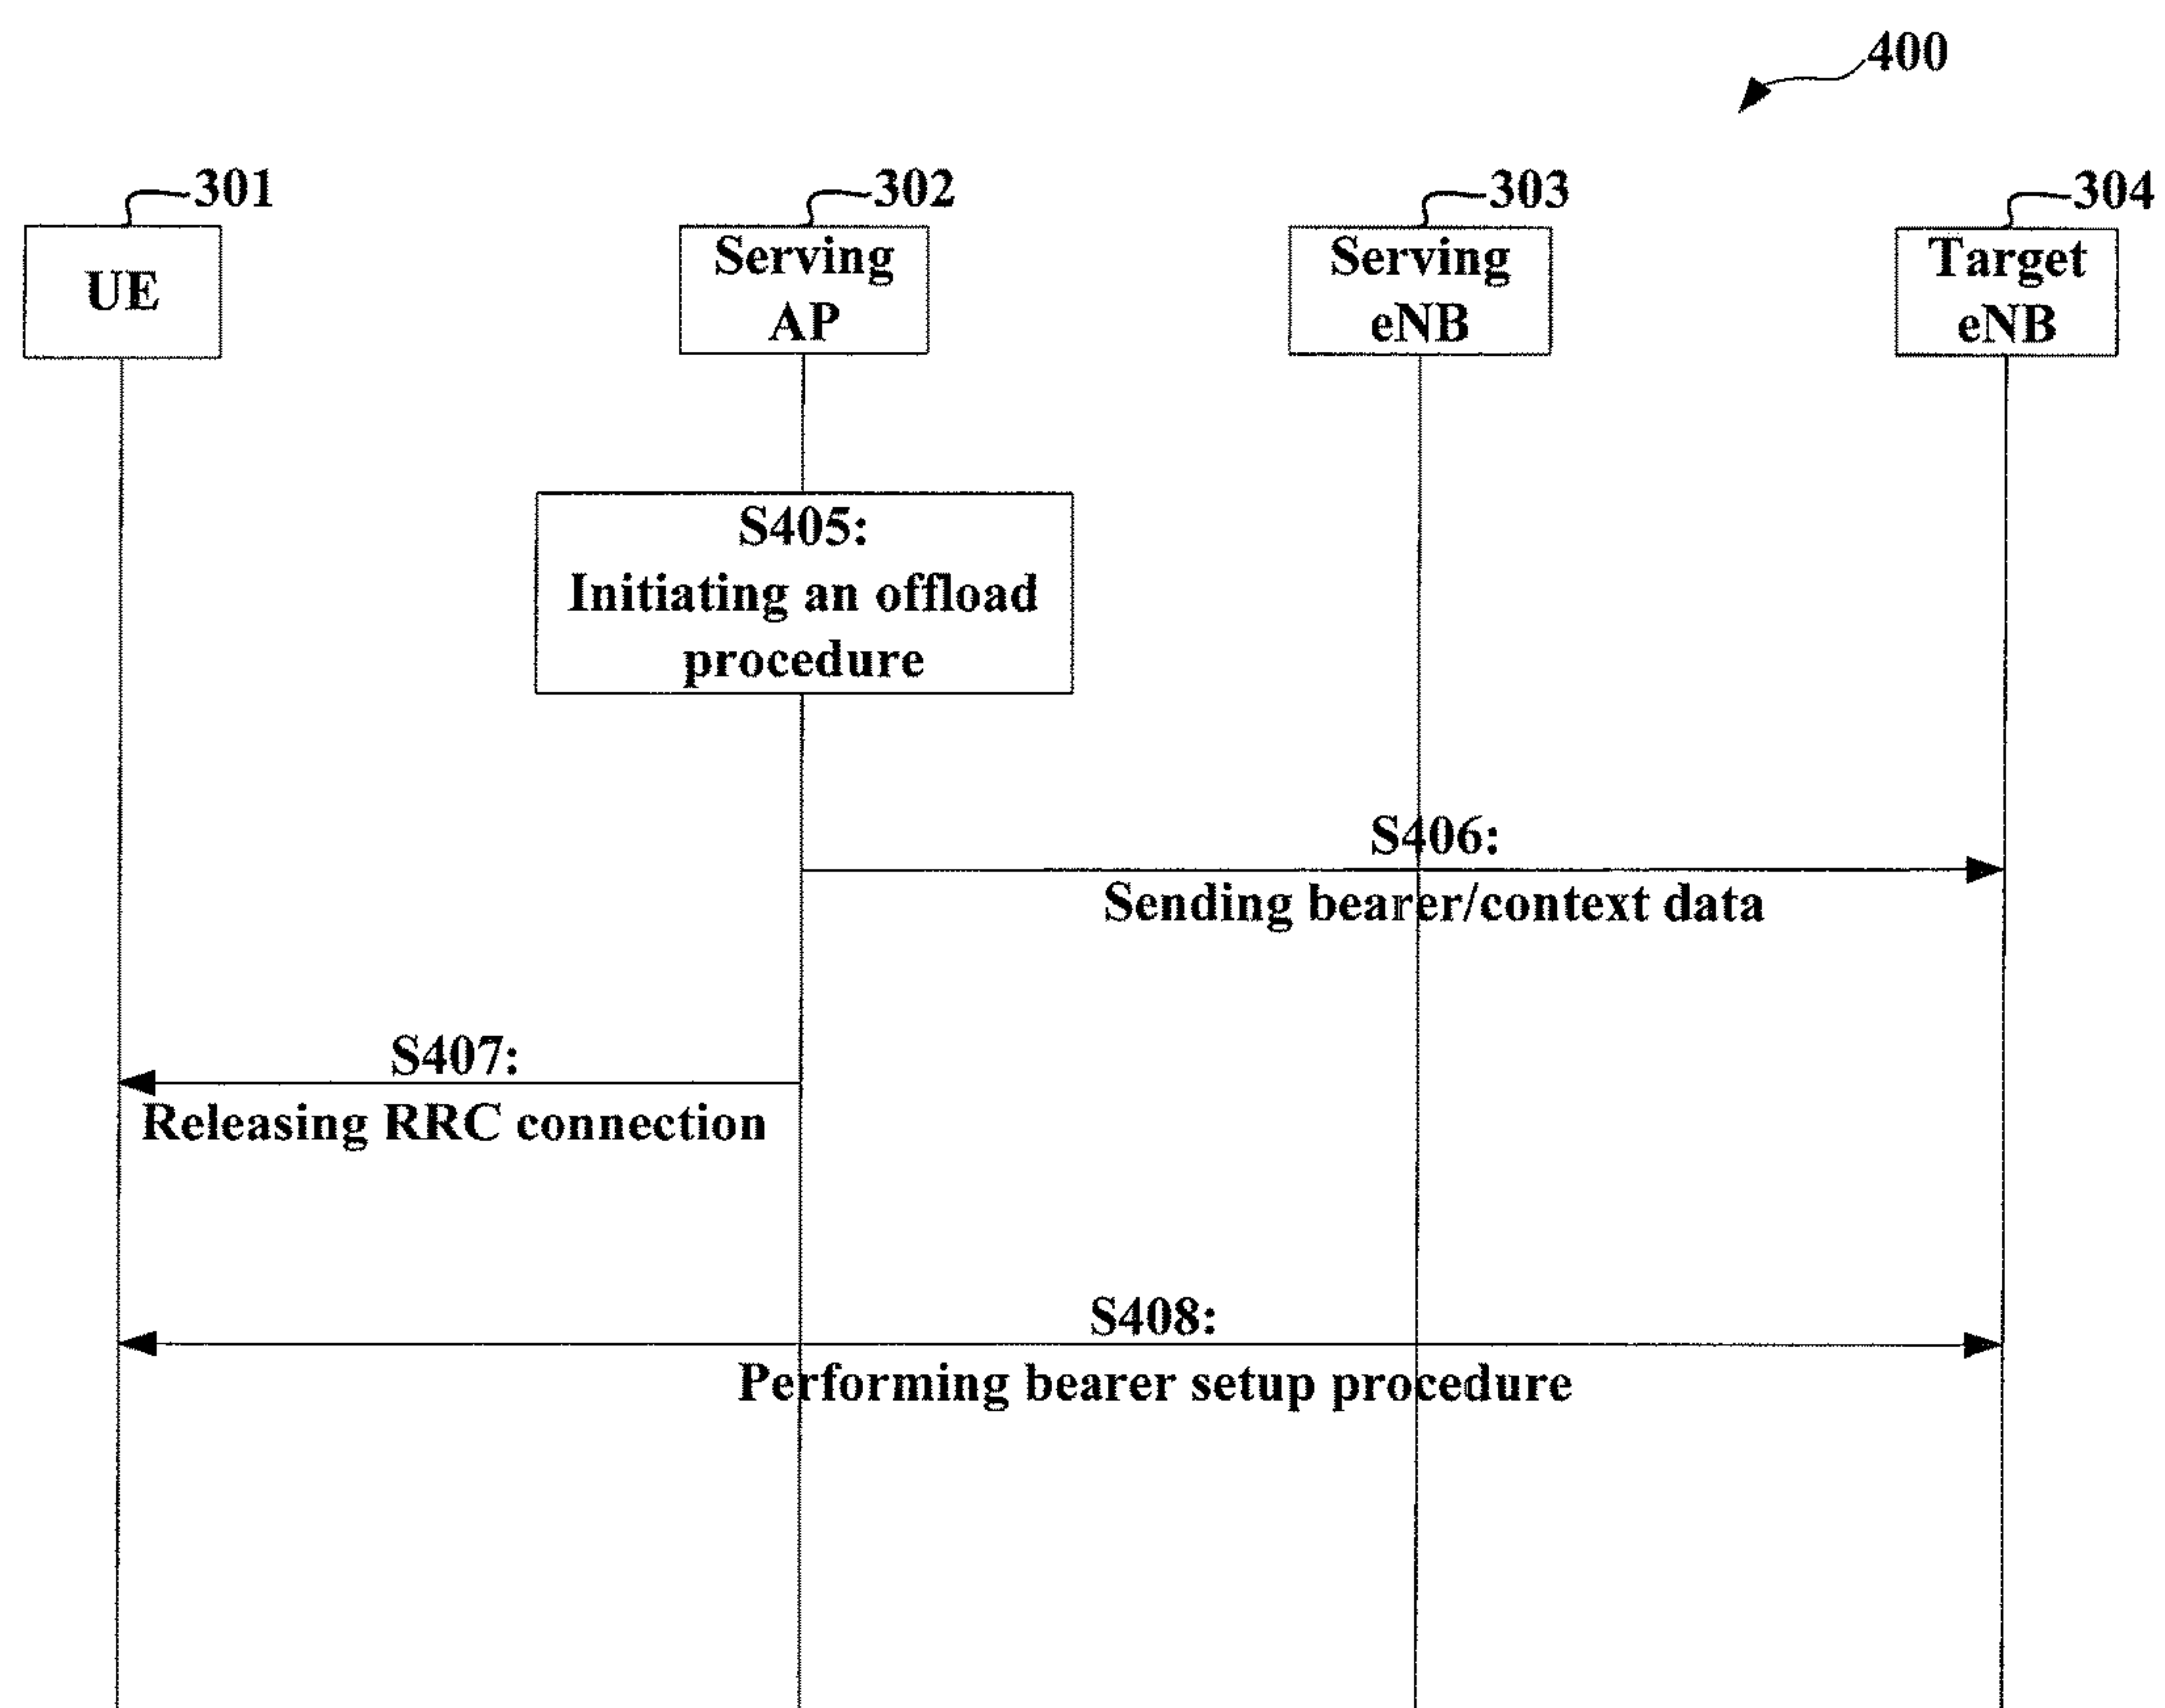 400
301
302
303
304
UE
Serving
AP
Serving
eNB
Target
eNB
S405:
Initiating an offload
procedure
S406:
Sending bearer/context data
S407:
Releasing RRC connection
S408:
Performing bearer setup procedure